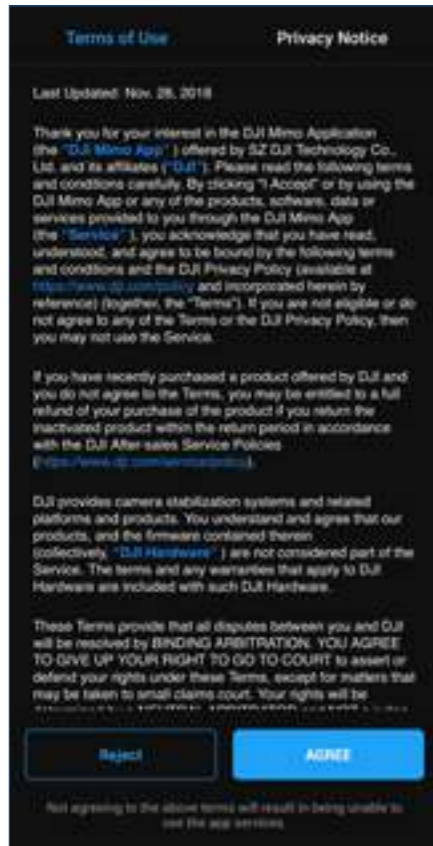 Terms of Use
Privacy Notice
Last Updated: Nov. 28, 2018
Thank you for your interest in the DJI Mimo Application
(the "DJI Mimo App" ) offered by SZ DJI Technology Co.,
Ltd. and its affiliates ("DJI"). Please read the following terms
and conditions carefully. By clicking "I Accept" or by using the
DJI Mimo App or any of the products, software, data or
services provided to you through the DJI Mimo App
(the "Service" ), you acknowledge that you have read,
understood, and agree to be bound by the following terms
and conditions and the DJI Privacy Policy (available at
https://www.dji.com/policy and incorporated herein by
reference) (together, the "Terms"). If you are not eligible or do
not agree to any of the Terms or the DJI Privacy Policy, then
you may not use the Service.
If you have recently purchased a product offered by DJI and
you do not agree to the Terms, you may be entitled to a full
refund of your purchase of the product if you return the
inactivated product within the return period in accordance
with the DJI After sales Service Policies
(https://www.dji.com/service/policy).
DJI provides camera stabilization systems and related
platforms and products. You understand and agree that our
products, and the firmware contained therein
(collectively, "DJI Hardware" ) are not considered part of the
Service. The terms and any warranties that apply to DJI
Hardware are included with such DJI Hardware.
These Terms provide that all disputes between you and DJI
will be resolved by BINDING ARBITRATION. YOU AGREE
TO GIVE UP YOUR RIGHT TO GO TO COURT to assert or
defend your rights under these Terms, except for matters that
may be taken to small claims court. Your rights will be
Reject
AGREE
Not agreeing to the above terms will result in being unable to
use the app services.